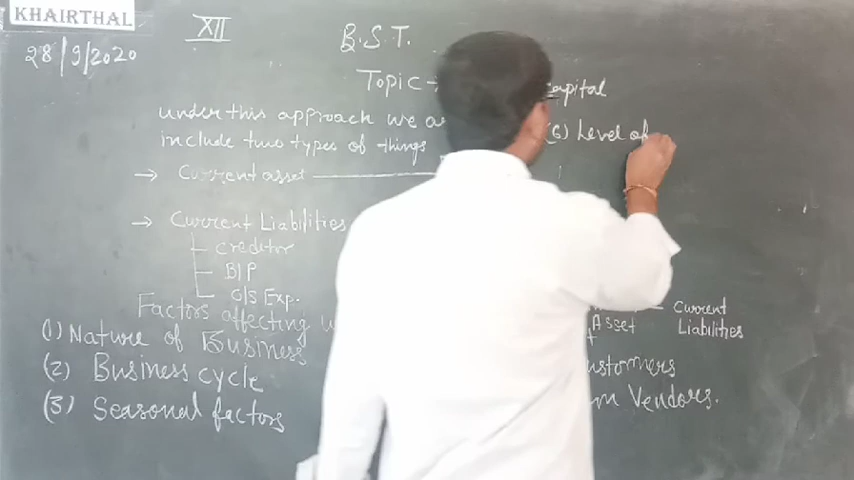 KHAIRTHAL
28/9/2020
XII
B.S.T.
Topic →
capital
under this approach we a
include two types of things
(6) Level of
→ Current asset
→ Current Liabilities
creditor
B/P
O/S Exp.
Current
Asset Liabilities
Factors affecting w
(1) Nature of Business
(2) Business cycle
ustomers
(3) Seasonal factors
m Vendors.